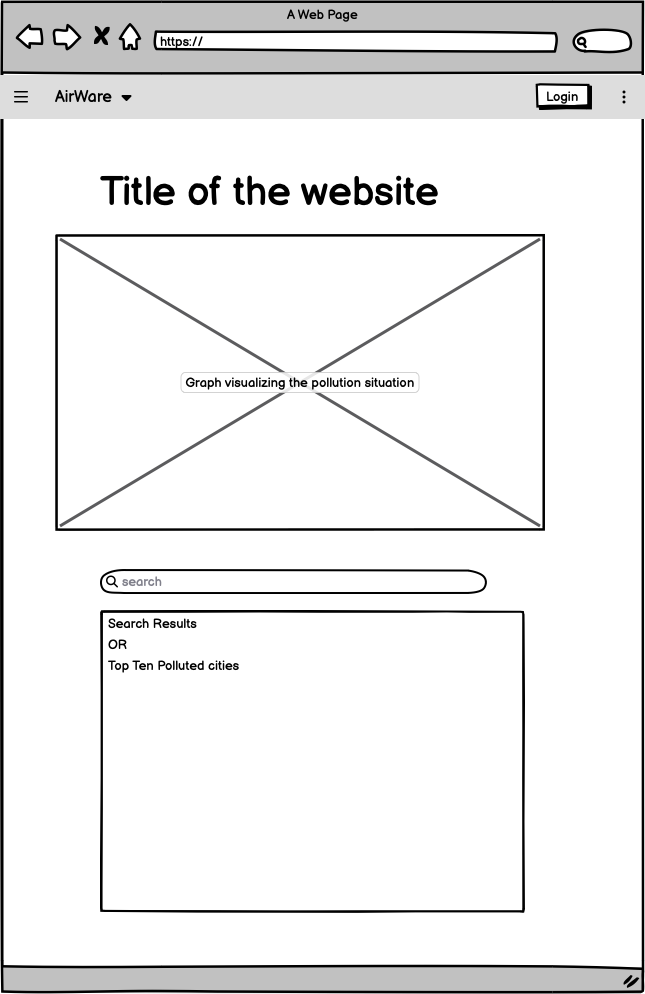 A Web Page
https://
AirWare
Login
Title of the website
Graph visualizing the pollution situation
search
Search Results
OR
Top Ten Polluted cities